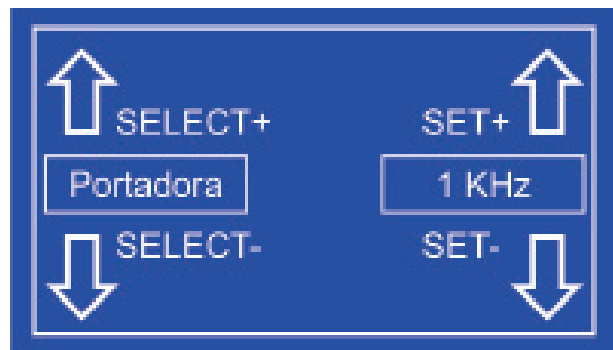 SELECT+ SET+
Portadora 1 KHz
SELECT- SET-